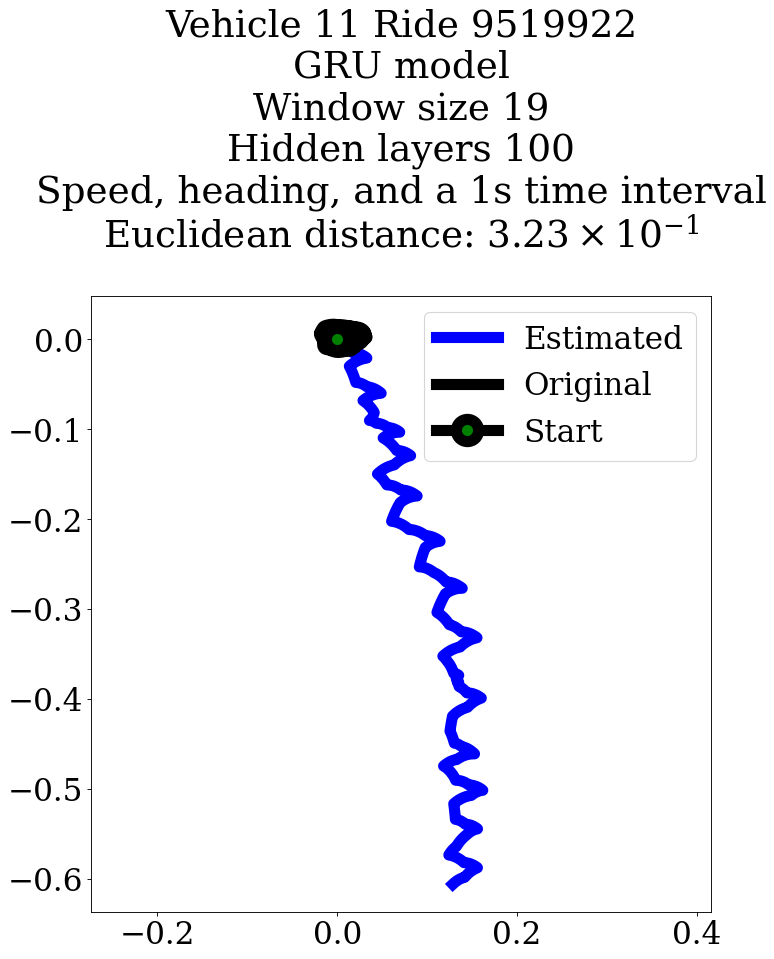 Vehicle 11 Ride 9519922
GRU model
Window size 19
Hidden layers 100
Speed, heading, and a 1s time interval
Euclidean distance: 3.23 × 10⁻¹
Estimated
Original
Start
0.0
−0.1
−0.2
−0.3
−0.4
−0.5
−0.6
−0.2
0.0
0.2
0.4